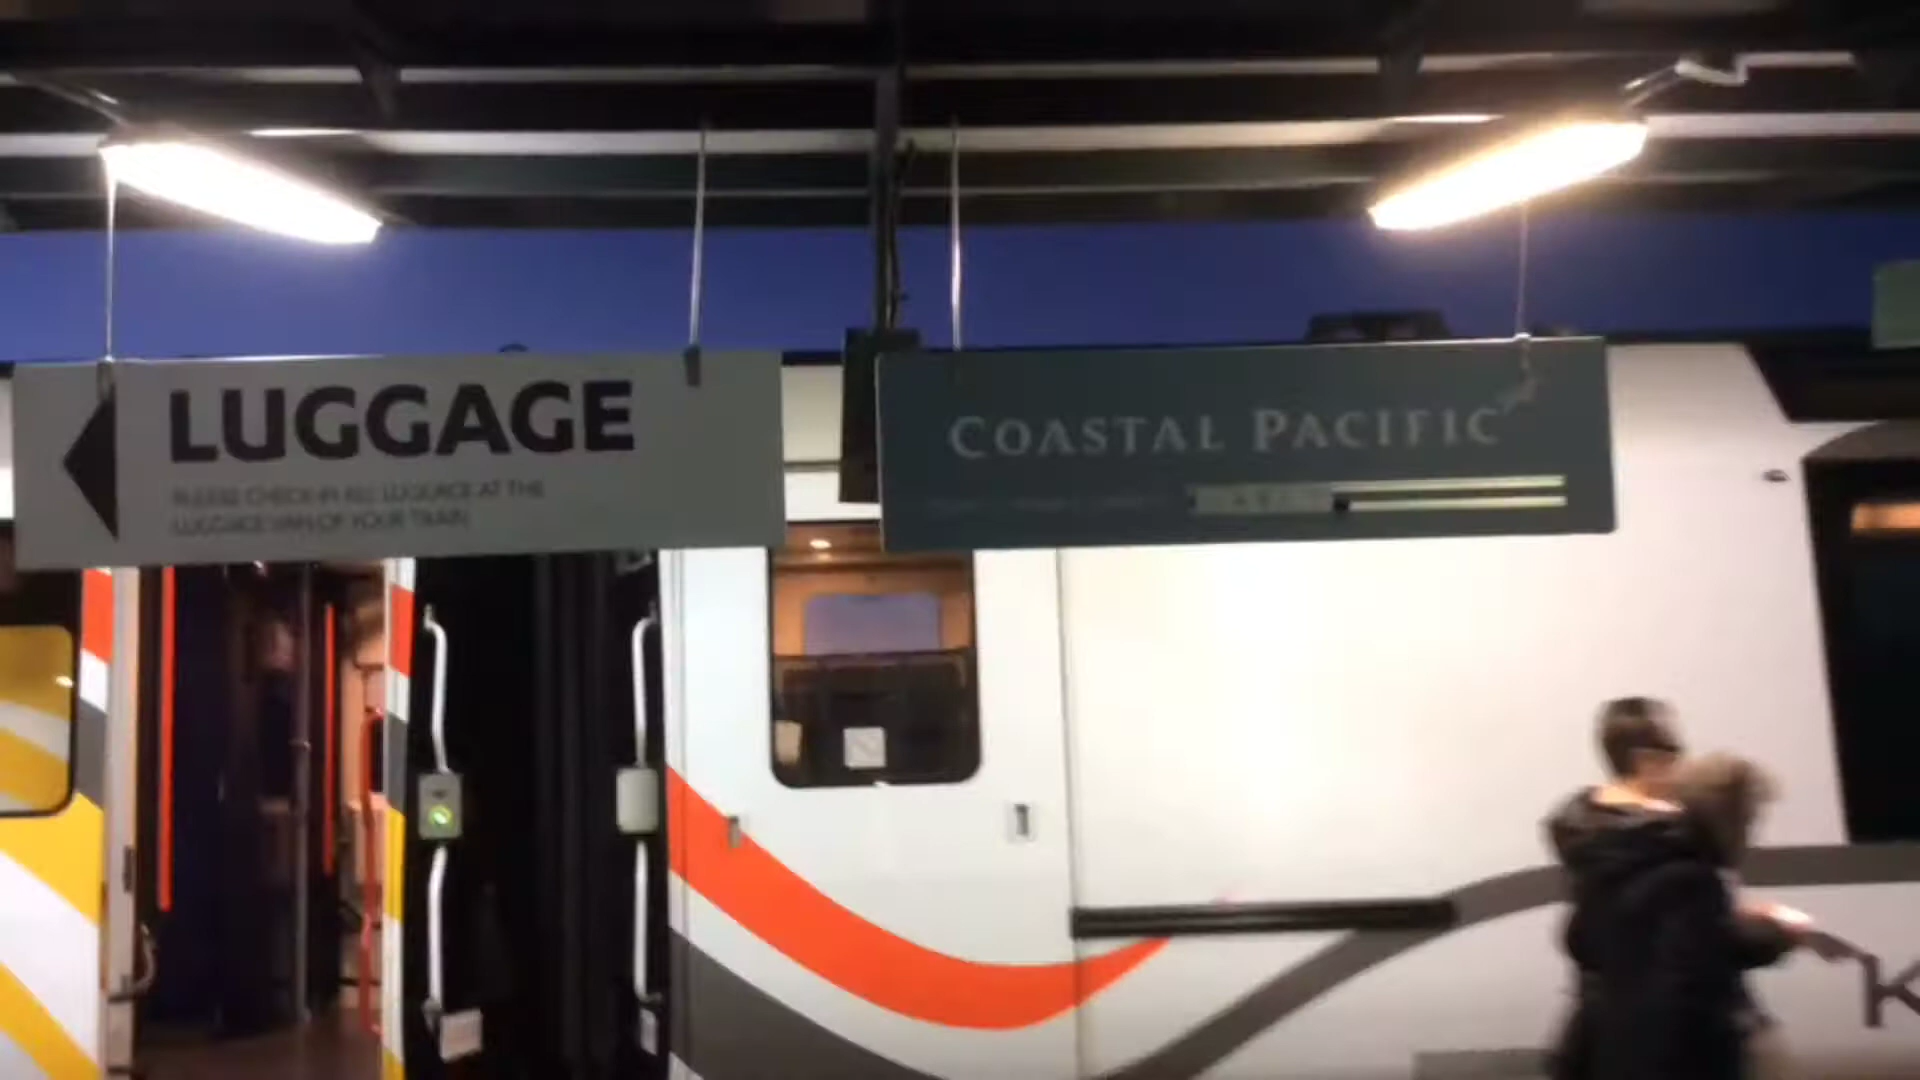 LUGGAGE
PLEASE CHECK-IN ALL LUGGAGE AT THE
LUGGAGE VAN OF YOUR TRAIN
COASTAL PACIFIC
K